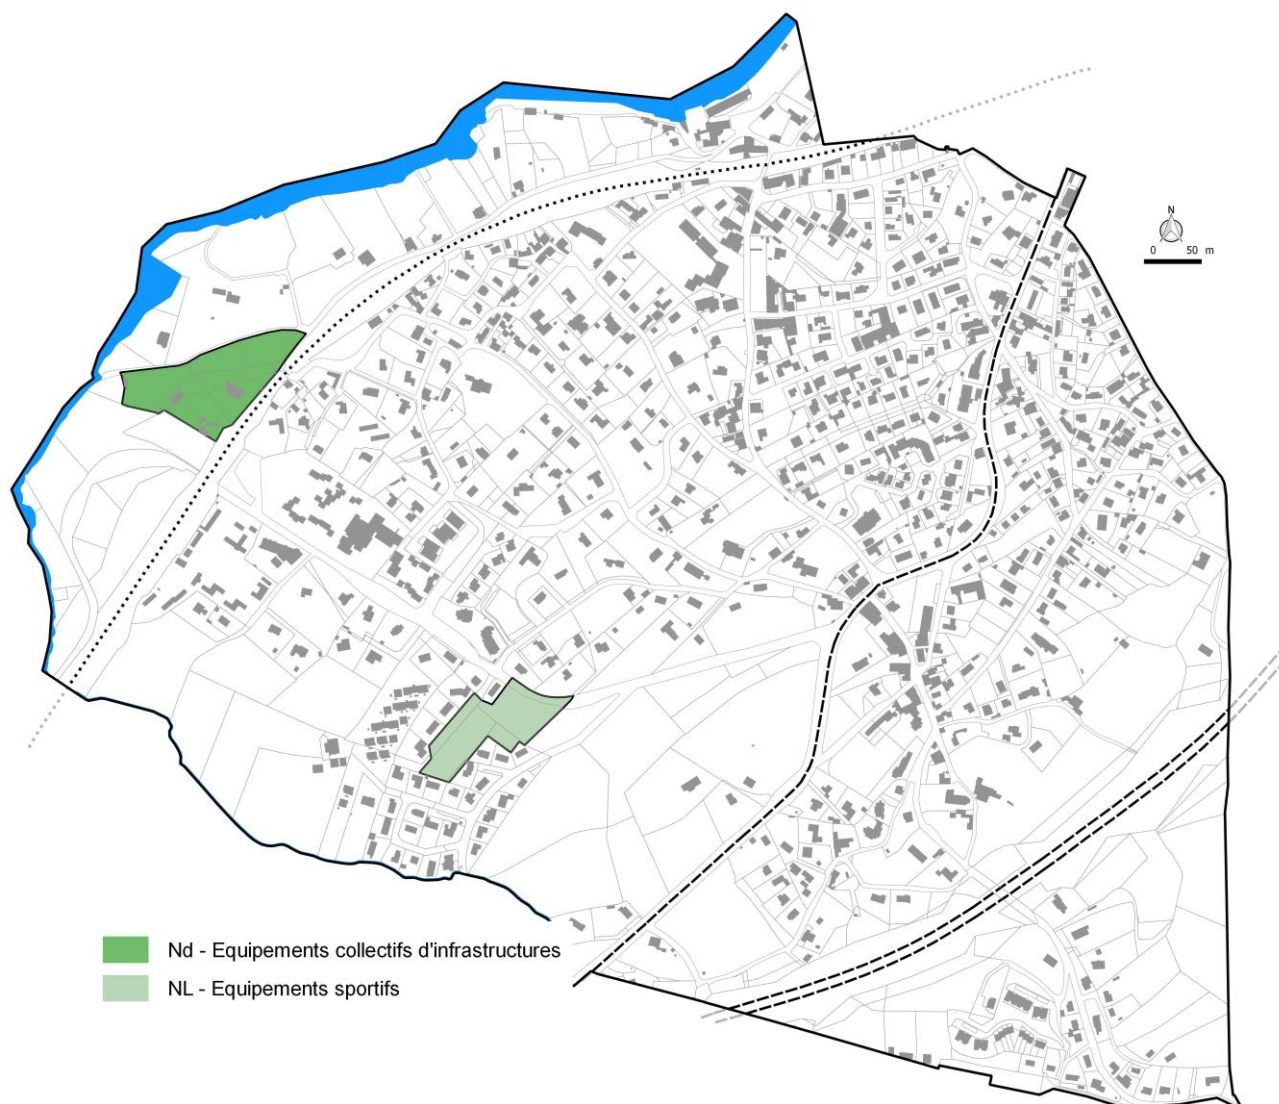 N
0 50 m
Nd - Equipements collectifs d'infrastructures
NL - Equipements sportifs